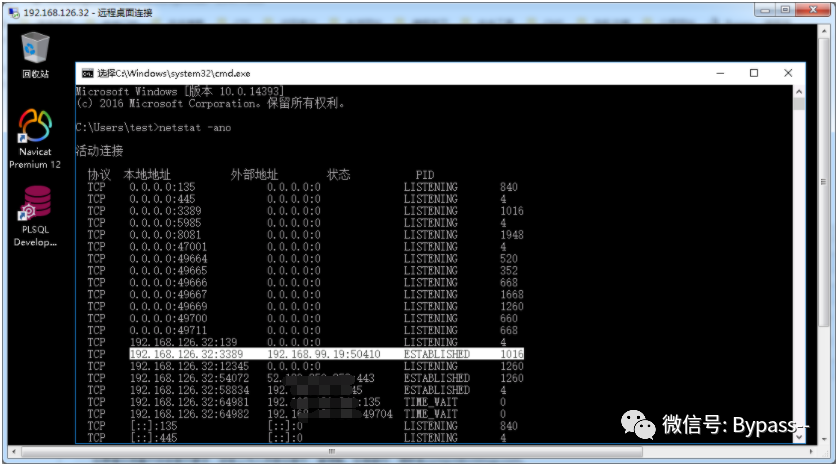 192.168.126.32 - 远程桌面连接
回收站
Navicat
Premium 12
PLSQL
Develop...
选择C:\Windows\system32\cmd.exe
Microsoft Windows [版本 10.0.14393]
(c) 2016 Microsoft Corporation。保留所有权利。
C:\Users\test>netstat -ano
活动连接
协议 本地地址 外部地址 状态 PID
TCP 0.0.0.0:135 0.0.0.0:0 LISTENING 840
TCP 0.0.0.0:445 0.0.0.0:0 LISTENING 4
TCP 0.0.0.0:3389 0.0.0.0:0 LISTENING 1016
TCP 0.0.0.0:5985 0.0.0.0:0 LISTENING 4
TCP 0.0.0.0:8081 0.0.0.0:0 LISTENING 1948
TCP 0.0.0.0:47001 0.0.0.0:0 LISTENING 4
TCP 0.0.0.0:49664 0.0.0.0:0 LISTENING 520
TCP 0.0.0.0:49665 0.0.0.0:0 LISTENING 352
TCP 0.0.0.0:49666 0.0.0.0:0 LISTENING 668
TCP 0.0.0.0:49667 0.0.0.0:0 LISTENING 1668
TCP 0.0.0.0:49669 0.0.0.0:0 LISTENING 1260
TCP 0.0.0.0:49700 0.0.0.0:0 LISTENING 660
TCP 0.0.0.0:49711 0.0.0.0:0 LISTENING 668
TCP 192.168.126.32:139 0.0.0.0:0 LISTENING 4
TCP 192.168.126.32:3389 192.168.99.19:50410 ESTABLISHED 1016
TCP 192.168.126.32:12345 0.0.0.0:0 LISTENING 1260
TCP 192.168.126.32:54072 52. :443 ESTABLISHED 1260
TCP 192.168.126.32:58834 192. 45 ESTABLISHED 4
TCP 192.168.126.32:64981 192. :135 TIME_WAIT 0
TCP 192.168.126.32:64982 192.16 49704 TIME_WAIT 0
TCP [::]:135 [::]:0 LISTENING 840
TCP [::]:445 [::]:0 LISTENING 4
微信号: Bypass--